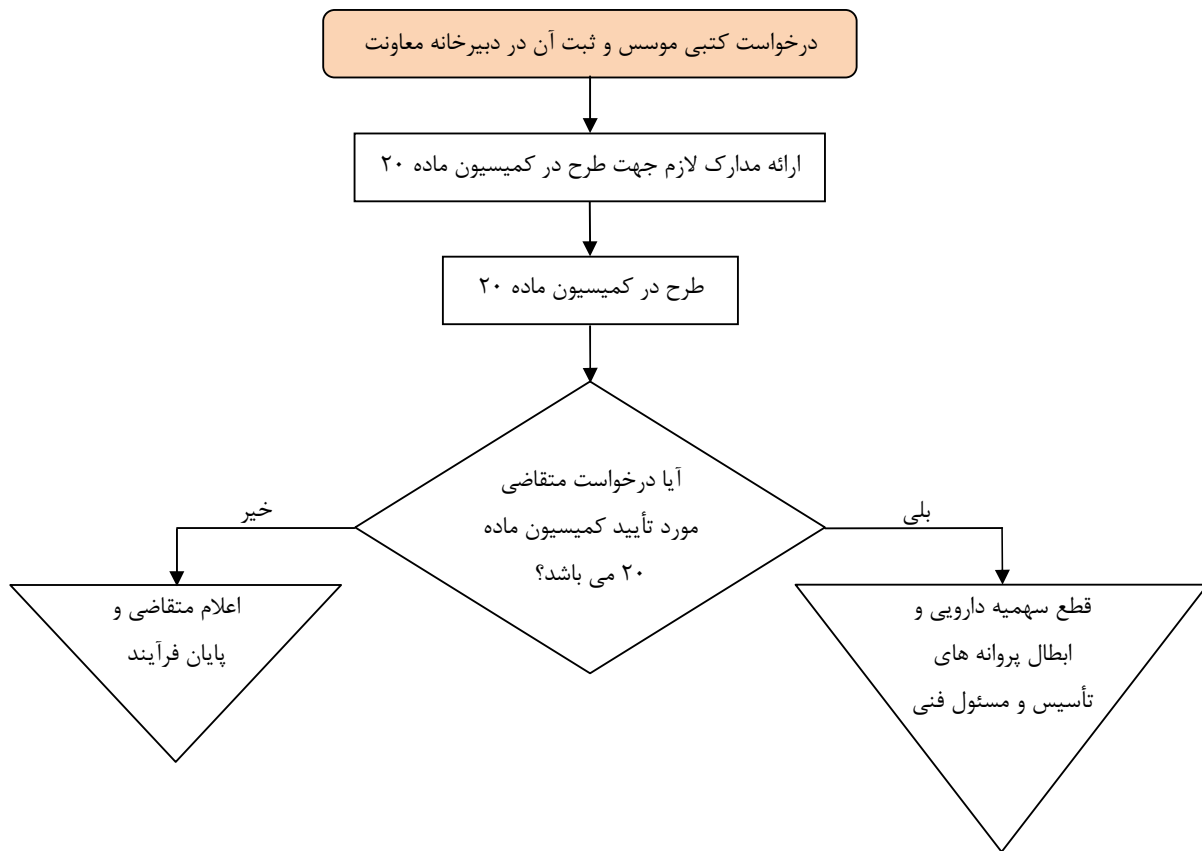 درخواست کتبی موسس و ثبت آن در دبیرخانه معاونت
ارائه مدارک لازم جهت طرح در کمیسیون ماده ۲۰
طرح در کمیسیون ماده ۲۰
آیا درخواست متقاضی
مورد تأیید کمیسیون ماده
۲۰ می باشد؟
بلی
خیر
قطع سهمیه دارویی و
ابطال پروانه های
تأسیس و مسئول فنی
اعلام متقاضی و
پایان فرآیند